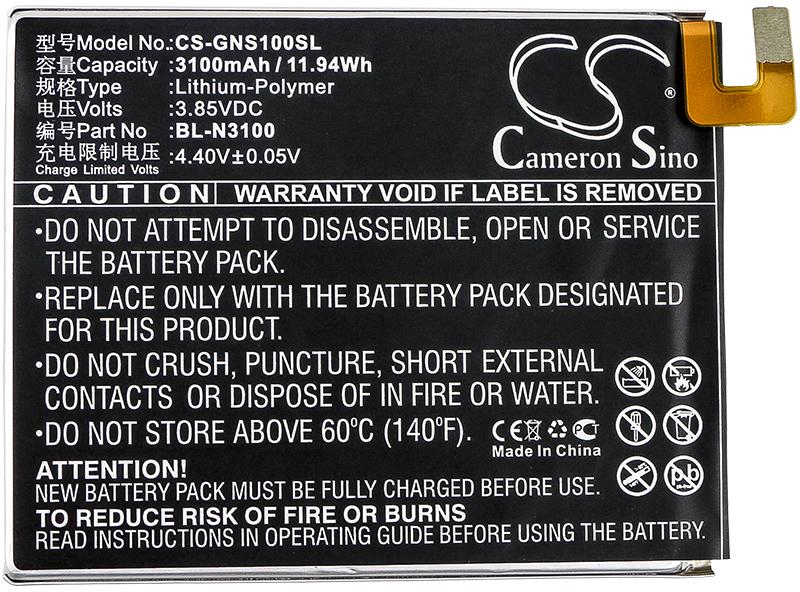 型号Model No.:CS-GNS100SL
容量Capacity :3100mAh / 11.94Wh
规格Type :Lithium-Polymer
电压Volts :3.85VDC
编号Part No :BL-N3100
充电限制电压
Charge Limited Volts :4.40V±0.05V
CS
®
Cameron Sino
CAUTION WARRANTY VOID IF LABEL IS REMOVED
•DO NOT ATTEMPT TO DISASSEMBLE, OPEN OR SERVICE
THE BATTERY PACK.
•REPLACE ONLY WITH THE BATTERY PACK DESIGNATED
FOR THIS PRODUCT.
•DO NOT CRUSH, PUNCTURE, SHORT EXTERNAL
CONTACTS OR DISPOSE OF IN FIRE OR WATER.
•DO NOT STORE ABOVE 60ºC (140ºF).
CE
PCT
Made In China
Pb
ATTENTION!
NEW BATTERY PACK MUST BE FULLY CHARGED BEFORE USE.
TO REDUCE RISK OF FIRE OR BURNS
READ INSTRUCTIONS IN OPERATING GUIDE BEFORE USING THE BATTERY.